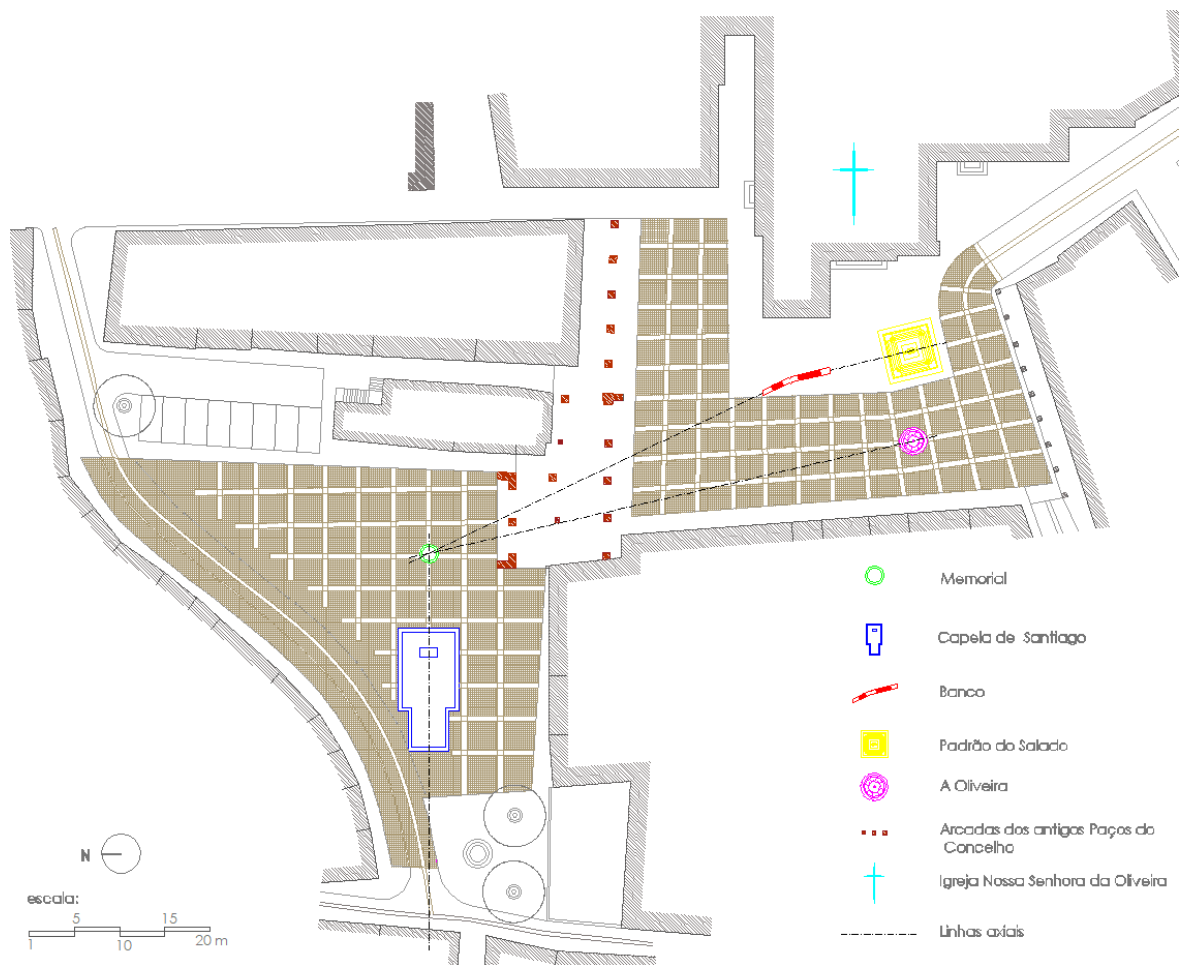 Memorial
Capela de Santiago
Banco
Padrão do Salado
A Oliveira
Arcadas dos antigos Paços do
Concelho
Igreja Nossa Senhora da Oliveira
Linhas axiais
N
escala:
5 15
1 10 20 m